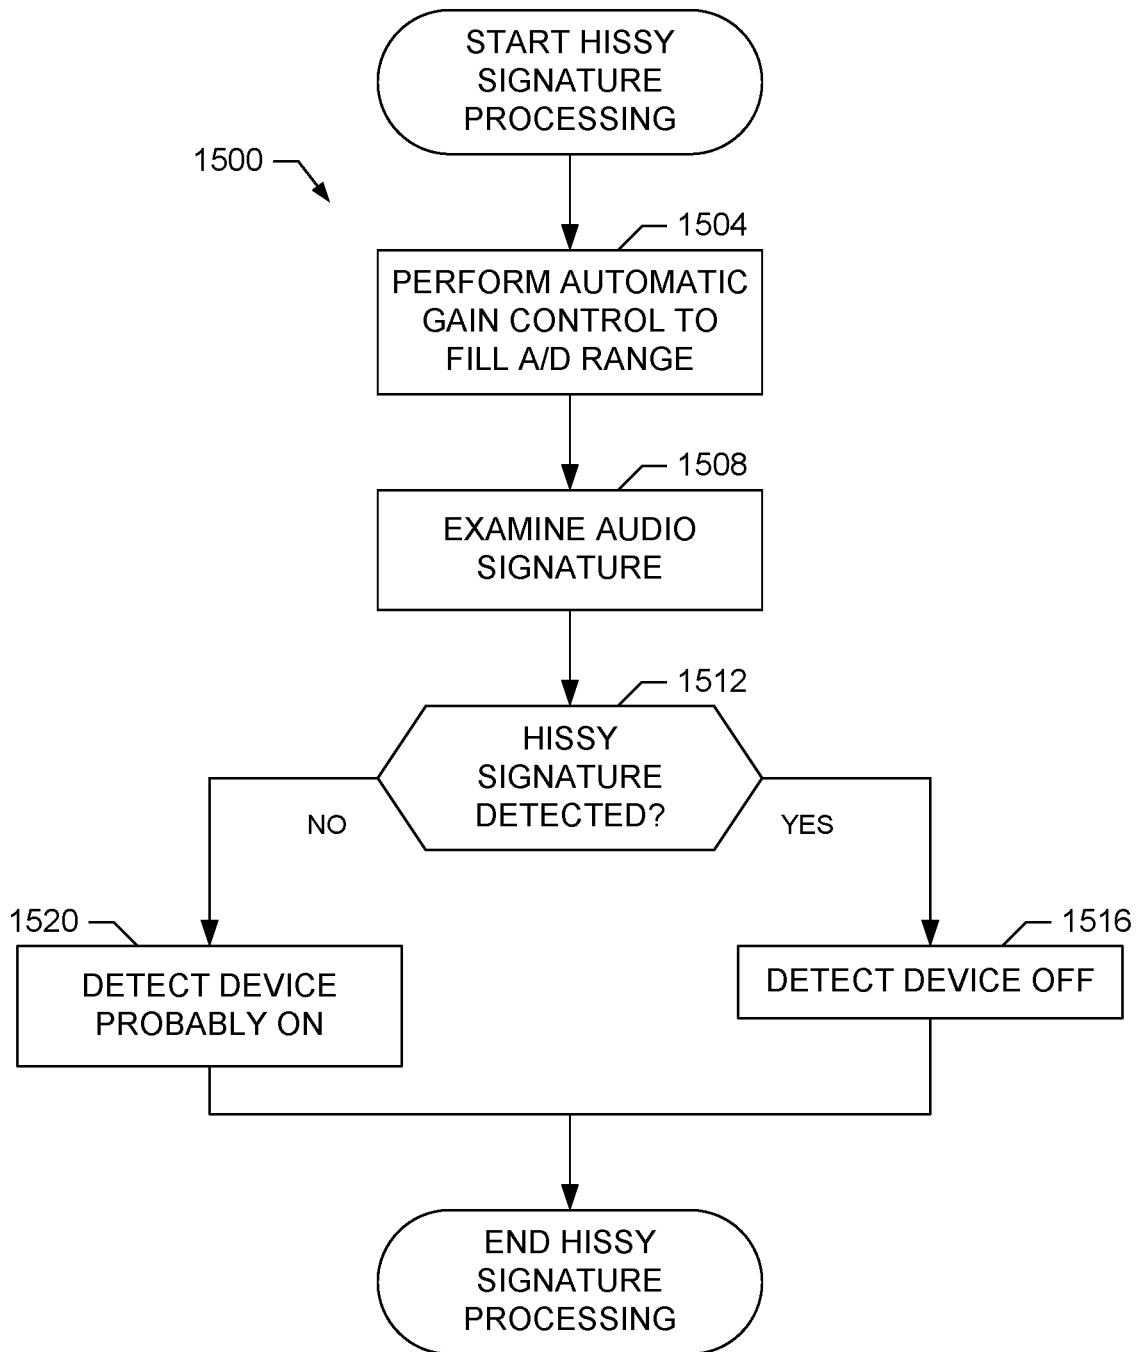 START HISSY
SIGNATURE
PROCESSING
1500
1504
PERFORM AUTOMATIC
GAIN CONTROL TO
FILL A/D RANGE
1508
EXAMINE AUDIO
SIGNATURE
1512
HISSY
SIGNATURE
DETECTED?
NO
YES
1520
DETECT DEVICE
PROBABLY ON
1516
DETECT DEVICE OFF
END HISSY
SIGNATURE
PROCESSING